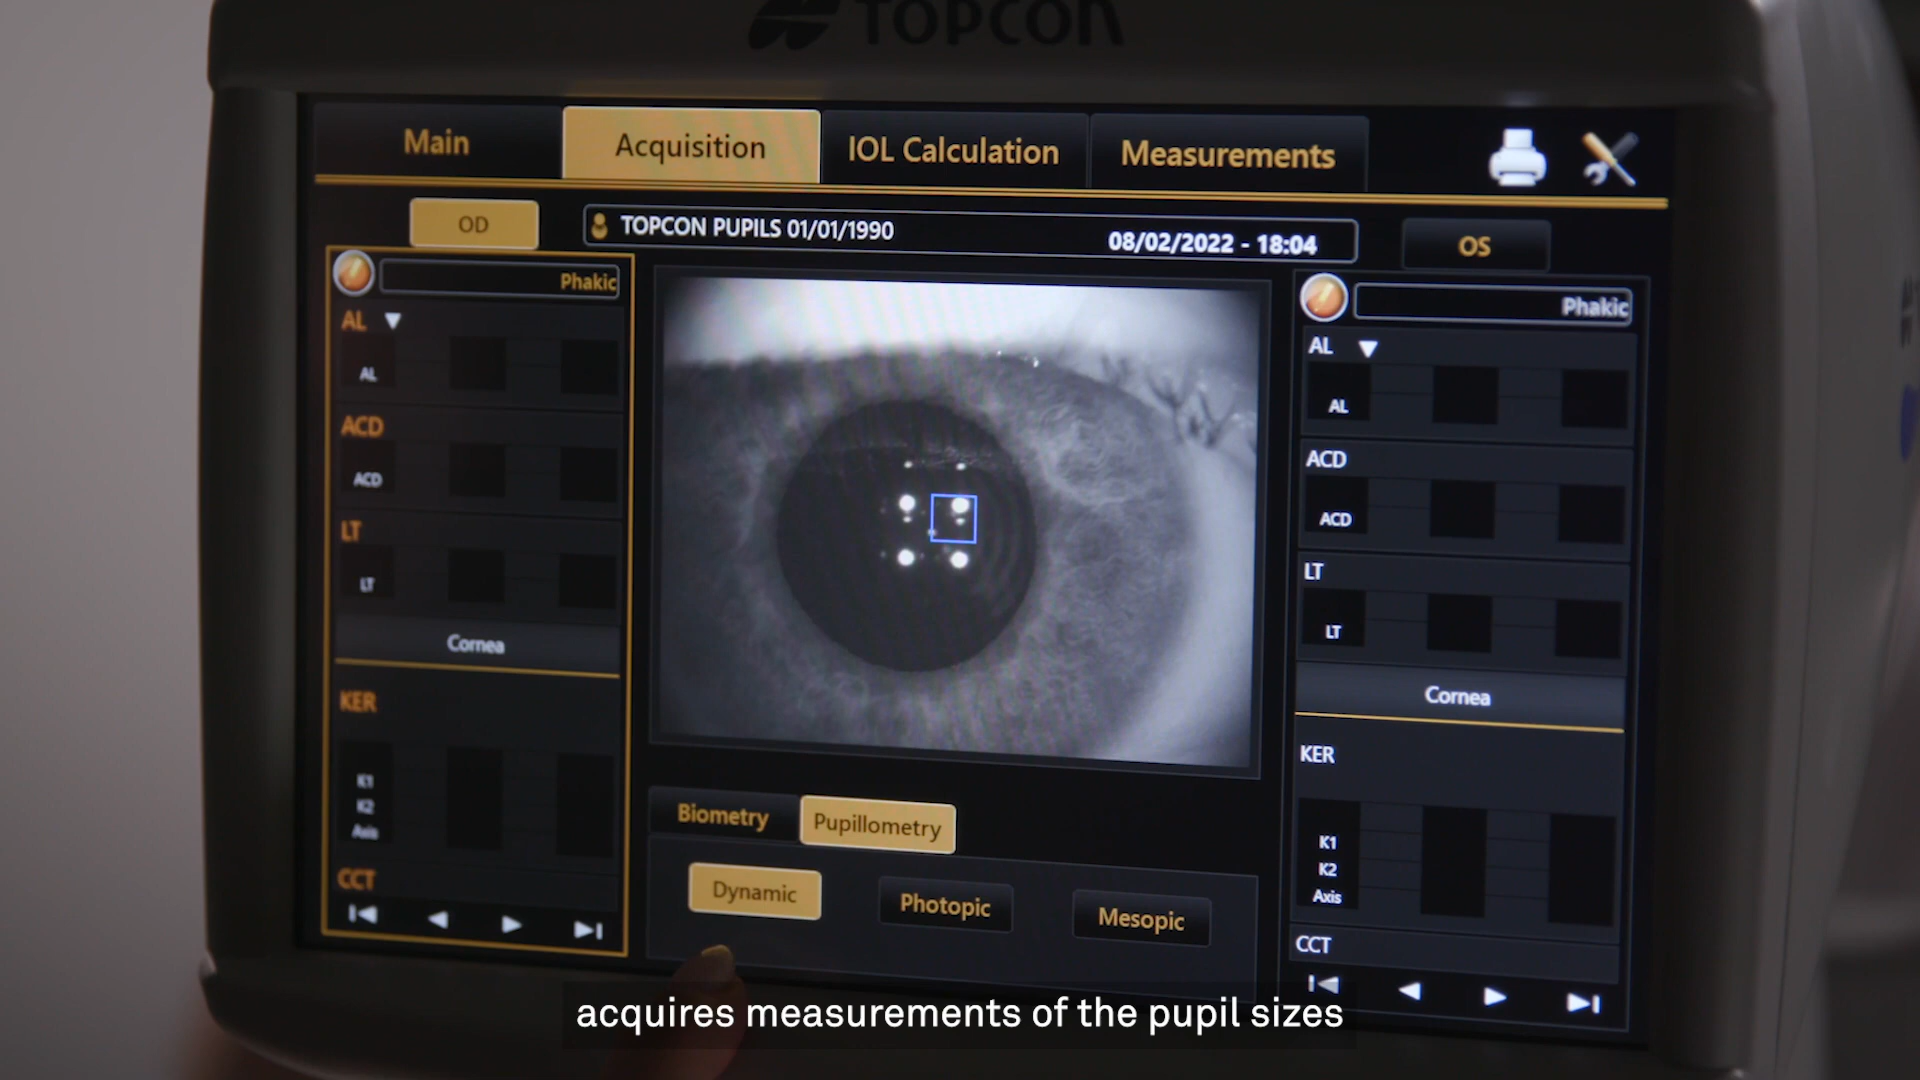 TOPCON
Main
Acquisition
IOL Calculation
Measurements
OD
TOPCON PUPILS 01/01/1990
08/02/2022 - 18:04
OS
Phakic
AL
AL
ACD
ACD
LT
LT
Cornea
KER
K1
K2
Axis
CCT
Biometry
Pupillometry
Dynamic
Photopic
Mesopic
Phakic
AL
AL
ACD
ACD
LT
LT
Cornea
KER
K1
K2
Axis
CCT
acquires measurements of the pupil sizes